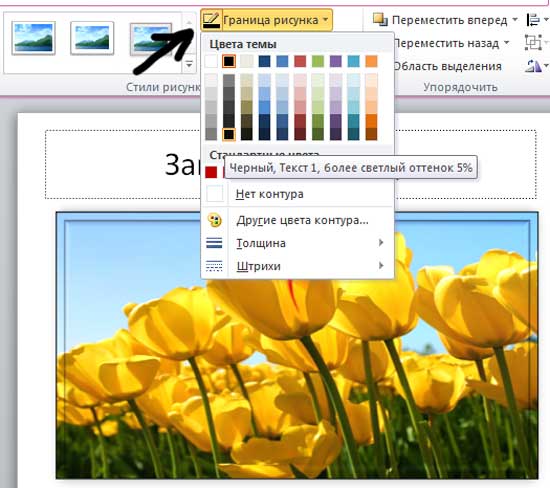 Граница рисунка
Переместить вперед
Переместить назад
Область выделения
Стили рисунк
Упорядочить
Цвета темы
Стандартные цвета
Черный, Текст 1, более светлый оттенок 5%
Нет контура
Другие цвета контура...
Толщина
Штрихи
За